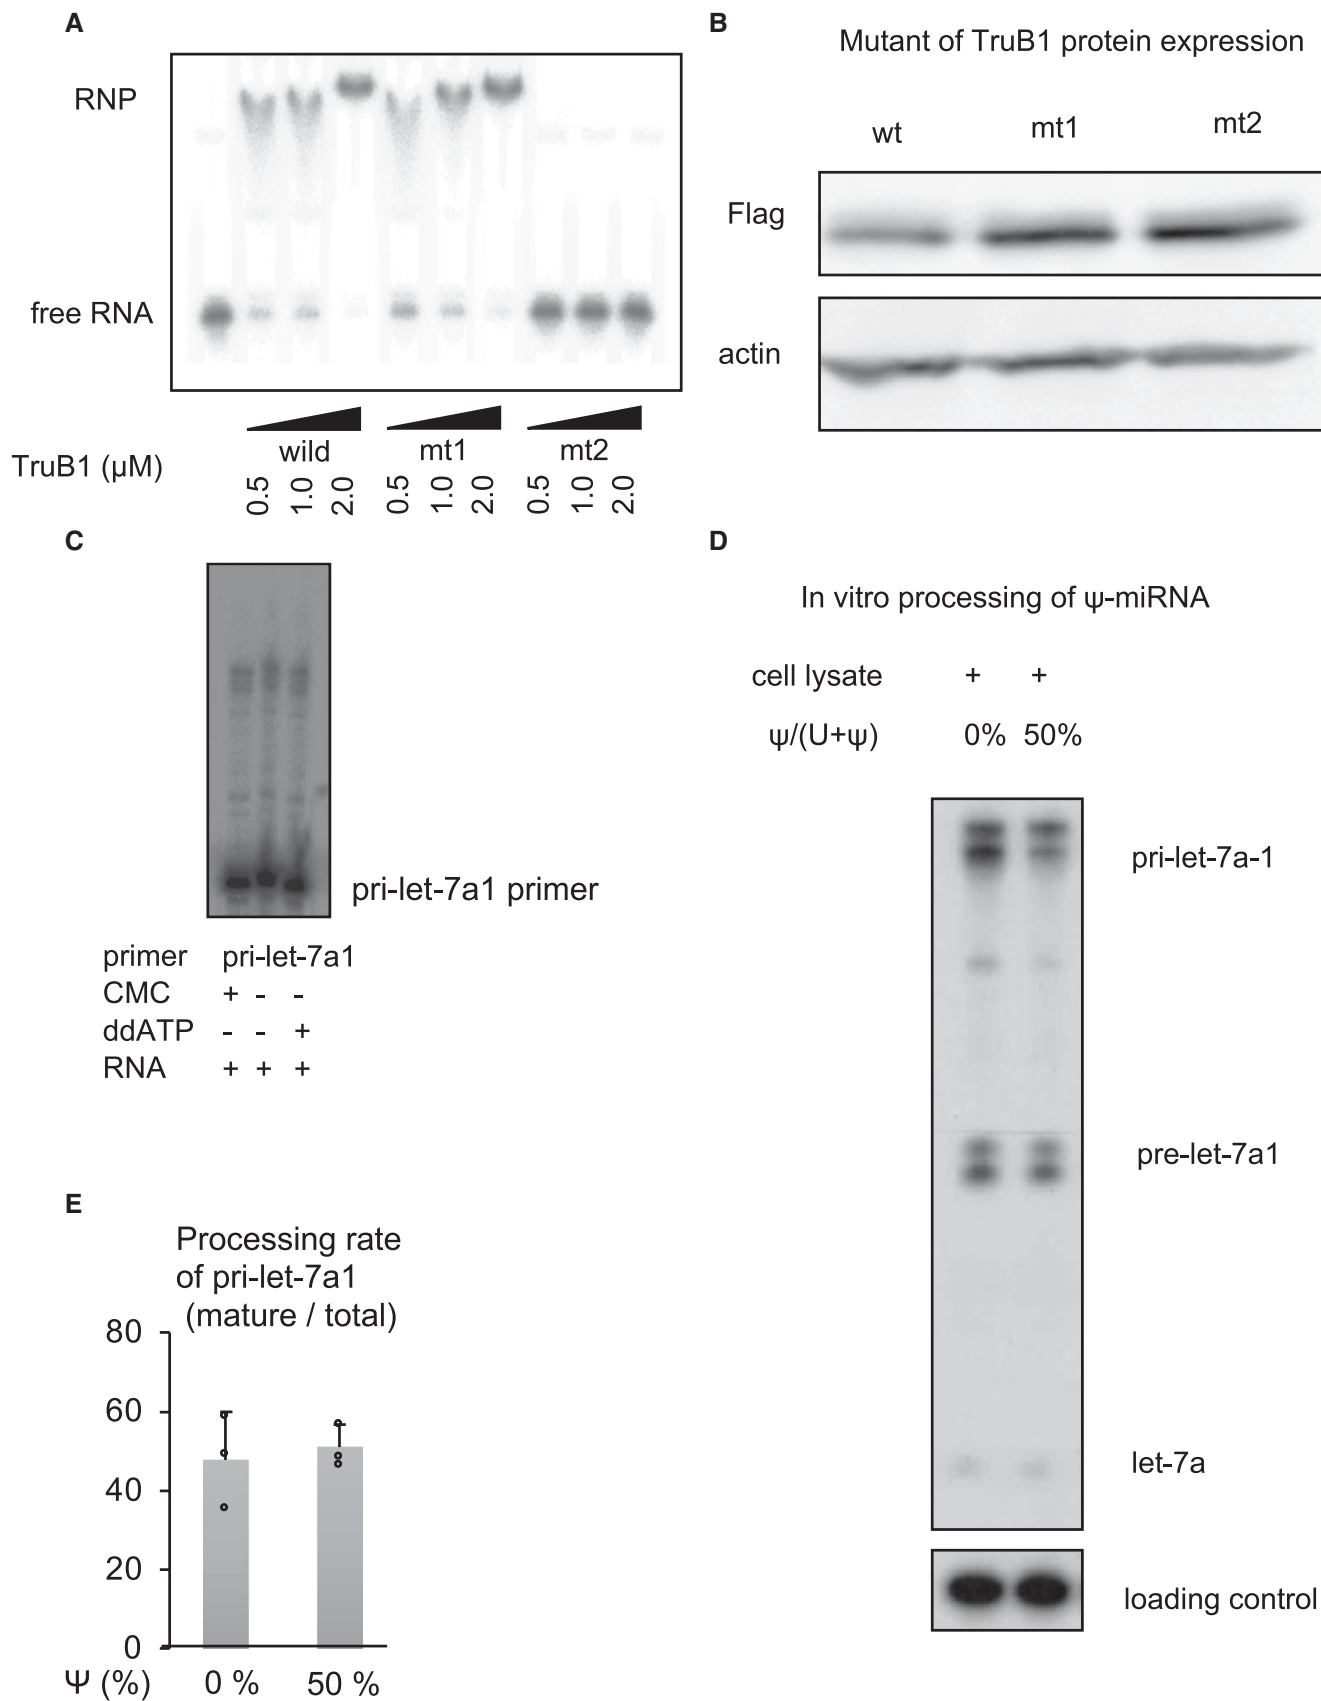 A
RNP
free RNA
TruB1 (μM)
wild mt1 mt2
0.5 1.0 2.0 0.5 1.0 2.0 0.5 1.0 2.0
B
Mutant of TruB1 protein expression
wt mt1 mt2
Flag
actin
C
pri-let-7a1 primer
primer pri-let-7a1
CMC + - -
ddATP - - +
RNA + + +
D
In vitro processing of ψ-miRNA
cell lysate + +
ψ/(U+ψ) 0% 50%
pri-let-7a-1
pre-let-7a1
let-7a
loading control
E
Processing rate
of pri-let-7a1
(mature / total)
80
60
40
20
0
Ψ (%) 0 % 50 %